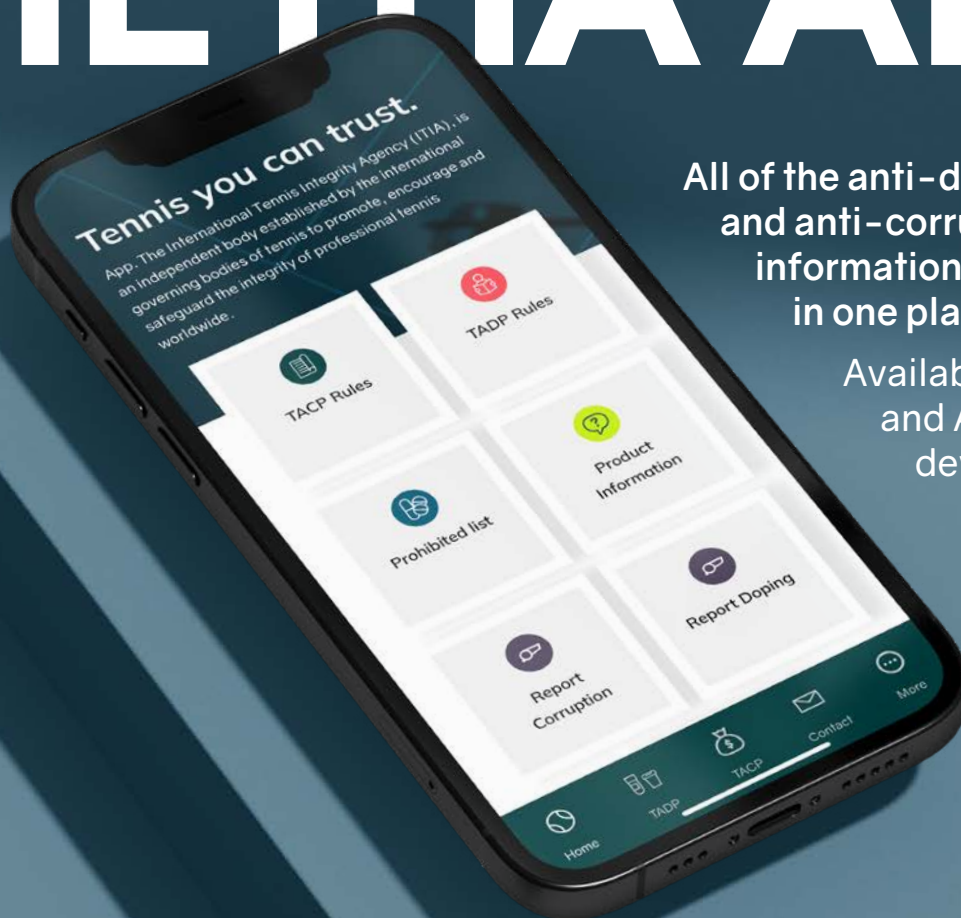 All of the anti-d
and anti-corru
information
in one pla
Availab
and A
dev
Tennis you can trust.
App. The International Tennis Integrity Agency (ITIA), is
an independent body established by the international
governing bodies of tennis to promote, encourage and
safeguard the integrity of professional tennis
worldwide.
TACP Rules
TADP Rules
Prohibited list
Product
Information
Report
Corruption
Report Doping
Home
TADP
TACP
Contact
More